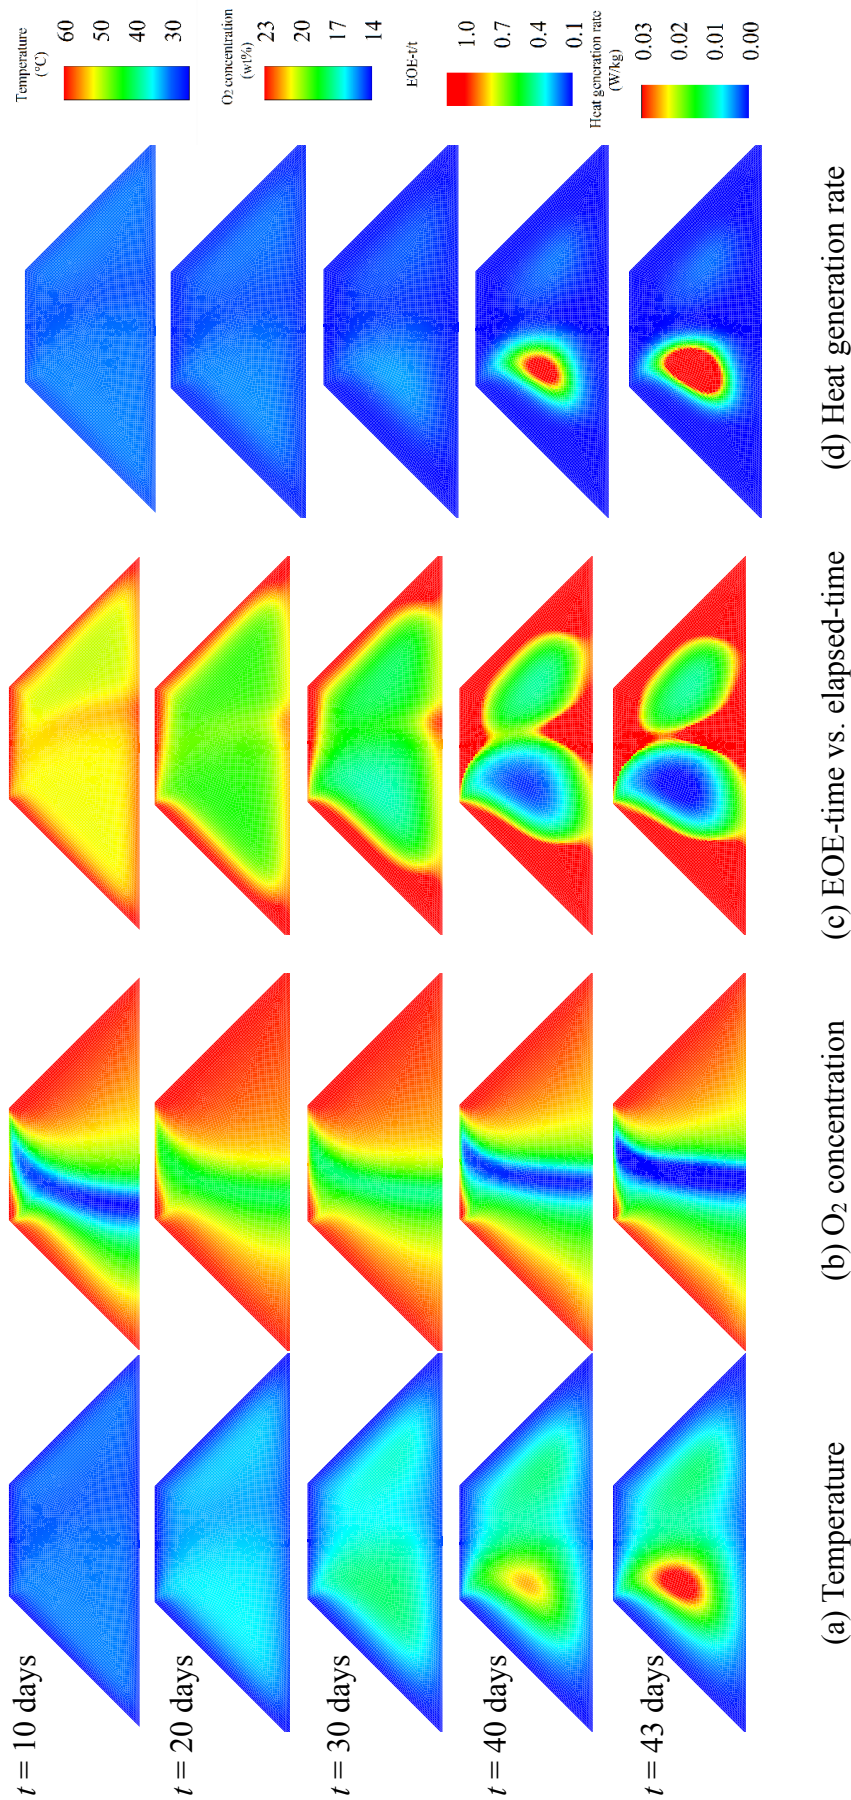 t = 10 days
t = 20 days
t = 30 days
t = 40 days
t = 43 days
(a) Temperature
(b) O₂ concentration
(c) EOE-time vs. elapsed-time
(d) Heat generation rate
Temperature
(°C)
60
50
40
30
O₂ concentration
(wt%)
23
20
17
14
EOE-t/t
1.0
0.7
0.4
0.1
Heat generation rate
(W/kg)
0.03
0.02
0.01
0.00